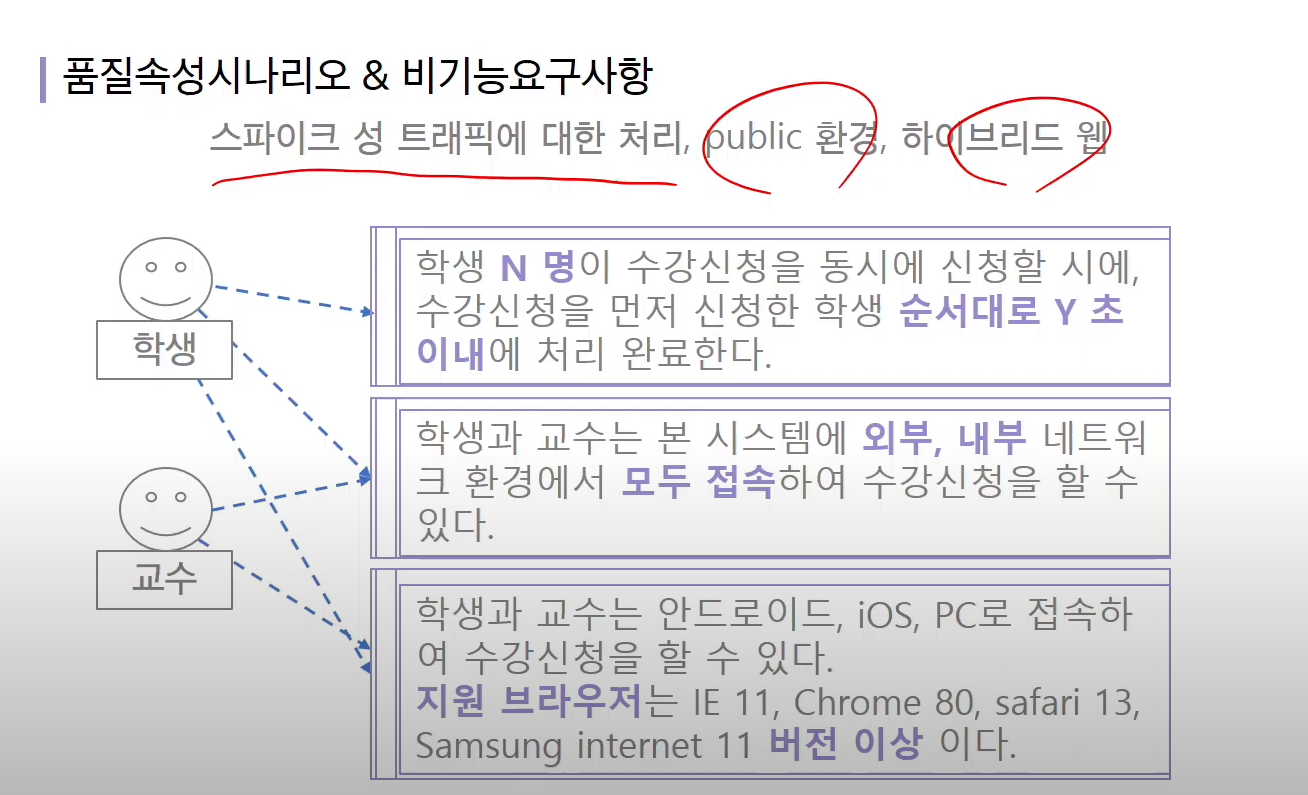 품질속성시나리오 & 비기능요구사항
스파이크 성 트래픽에 대한 처리, public 환경, 하이브리드 웹
학생
학생 N 명이 수강신청을 동시에 신청할 시에,
수강신청을 먼저 신청한 학생 순서대로 Y 초
이내에 처리 완료한다.
학생과 교수는 본 시스템에 외부, 내부 네트워
크 환경에서 모두 접속하여 수강신청을 할 수
있다.
교수
학생과 교수는 안드로이드, iOS, PC로 접속하
여 수강신청을 할 수 있다.
지원 브라우저는 IE 11, Chrome 80, safari 13,
Samsung internet 11 버전 이상 이다.